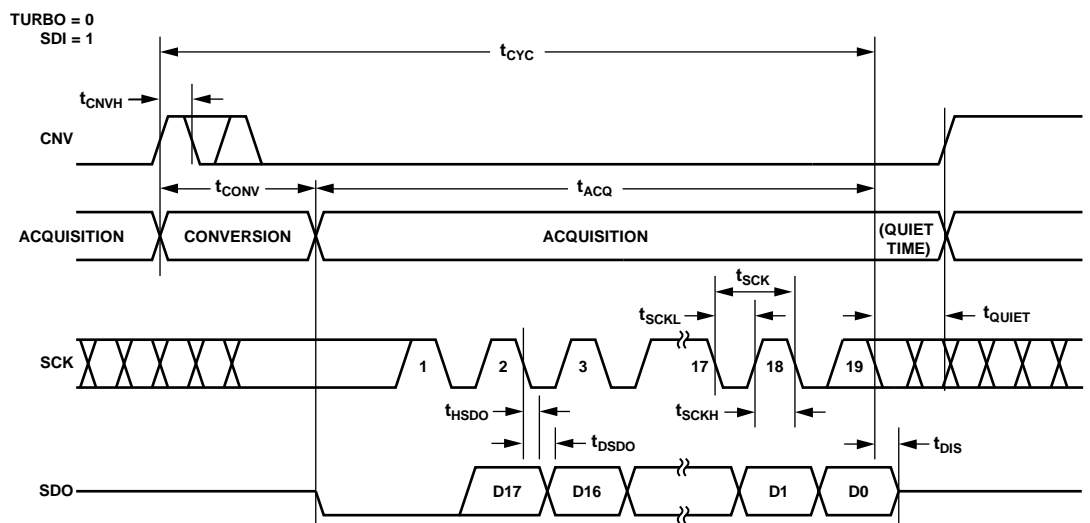 TURBO = 0
SDI = 1
tCYC
tCNVH
CNV
tCONV
tACQ
ACQUISITION
CONVERSION
ACQUISITION
(QUIET
TIME)
tSCK
tSCKL
tQUIET
SCK
1
2
3
17
18
19
tHSDO
tSCKH
tDSDO
tDIS
SDO
D17
D16
D1
D0